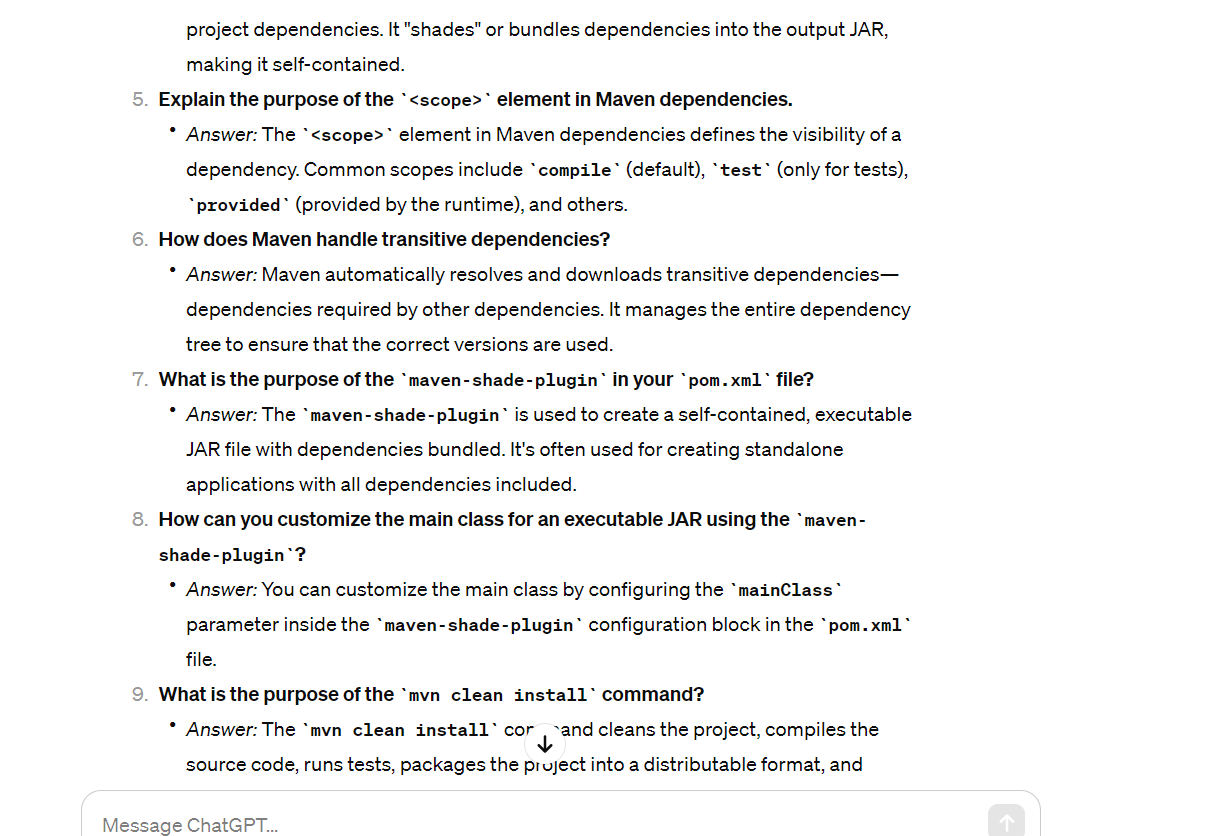 project dependencies. It "shades" or bundles dependencies into the output JAR,
making it self-contained.
5. Explain the purpose of the `<scope>` element in Maven dependencies.
• Answer: The `<scope>` element in Maven dependencies defines the visibility of a
dependency. Common scopes include `compile` (default), `test` (only for tests),
`provided` (provided by the runtime), and others.
6. How does Maven handle transitive dependencies?
• Answer: Maven automatically resolves and downloads transitive dependencies—
dependencies required by other dependencies. It manages the entire dependency
tree to ensure that the correct versions are used.
7. What is the purpose of the `maven-shade-plugin` in your `pom.xml` file?
• Answer: The `maven-shade-plugin` is used to create a self-contained, executable
JAR file with dependencies bundled. It's often used for creating standalone
applications with all dependencies included.
8. How can you customize the main class for an executable JAR using the `maven-
shade-plugin`?
• Answer: You can customize the main class by configuring the `mainClass`
parameter inside the `maven-shade-plugin` configuration block in the `pom.xml`
file.
9. What is the purpose of the `mvn clean install` command?
• Answer: The `mvn clean install` command cleans the project, compiles the
source code, runs tests, packages the project into a distributable format, and
Message ChatGPT...